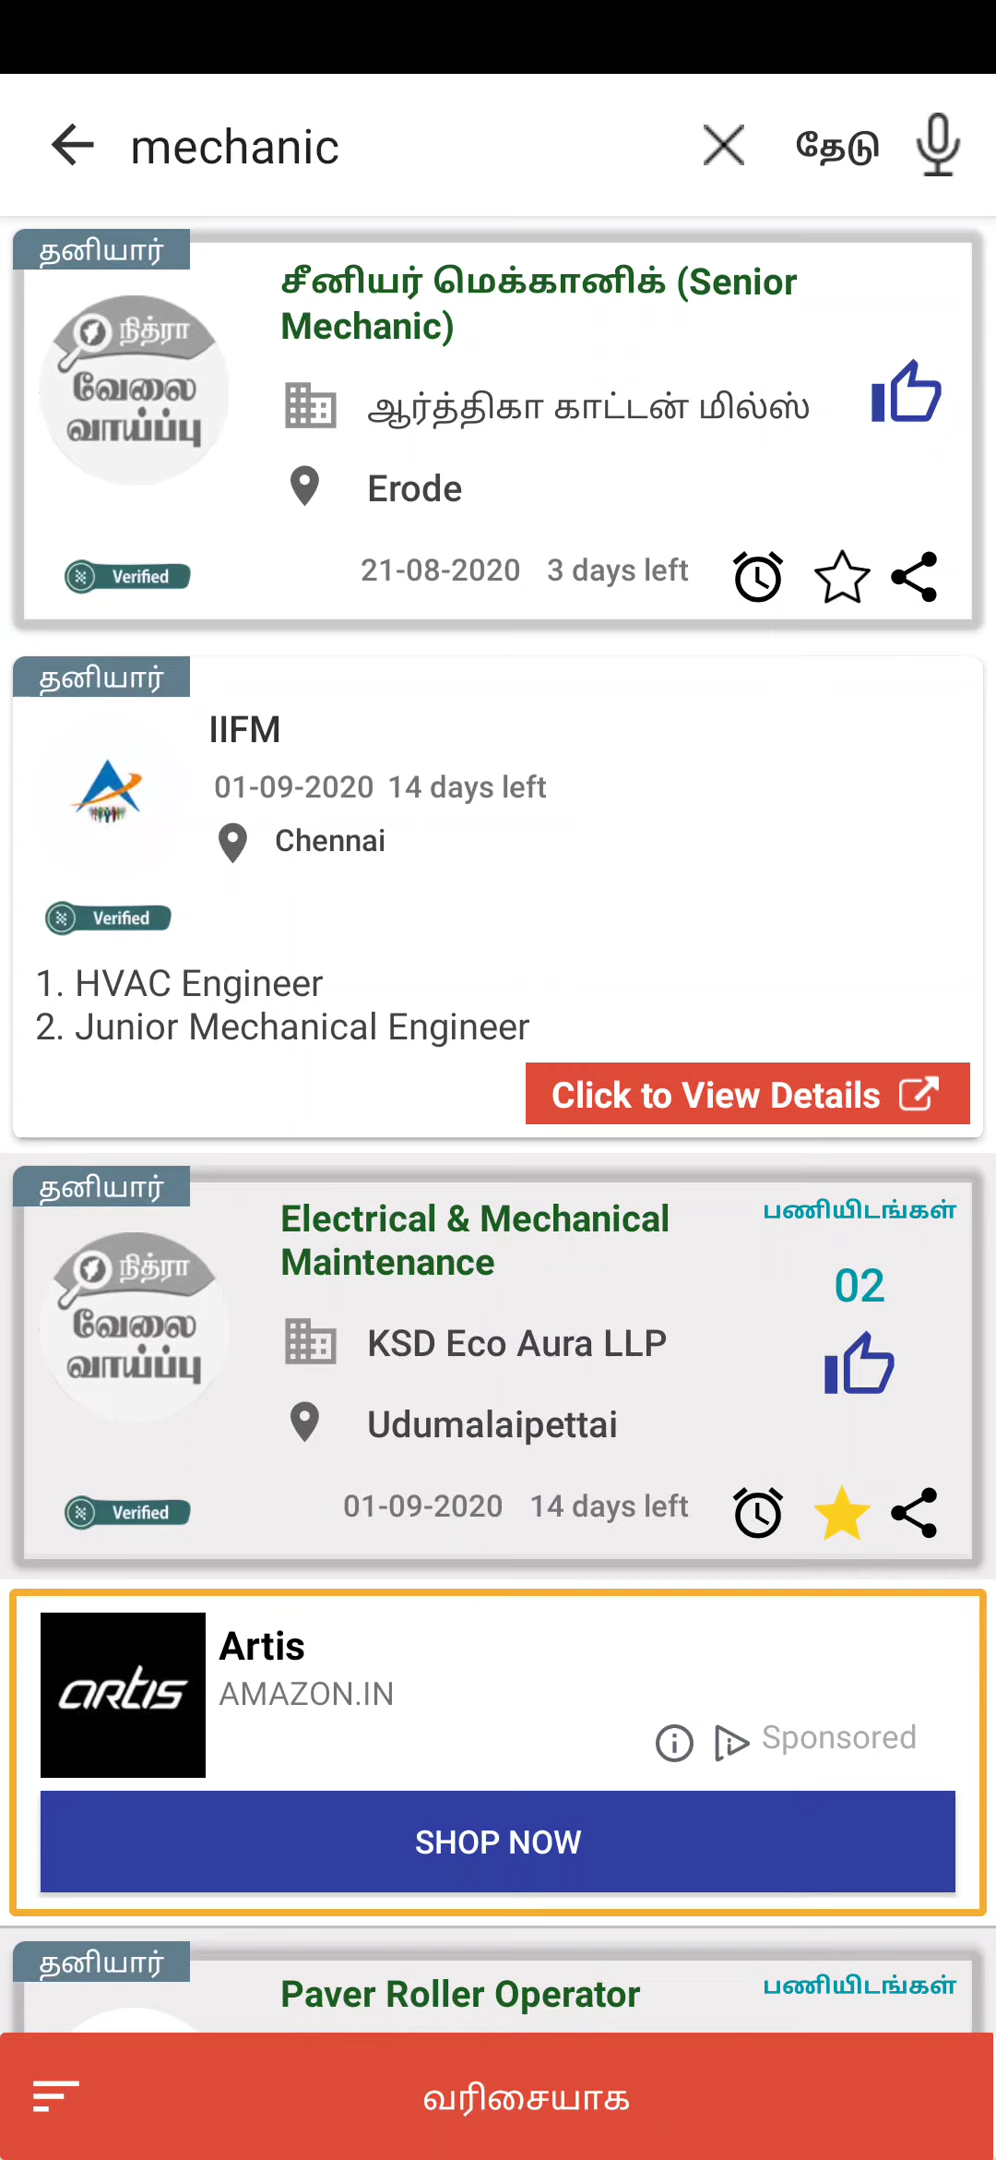 mechanic
தேடு
தனியார்
சீனியர் மெக்கானிக் (Senior
Mechanic)
நித்ரா
வேலை
வாய்ப்பு
ஆர்த்திகா காட்டன் மில்ஸ்
Erode
Verified
21-08-2020 3 days left
தனியார்
IIFM
01-09-2020 14 days left
Chennai
Verified
1. HVAC Engineer
2. Junior Mechanical Engineer
Click to View Details
தனியார்
Electrical & Mechanical
Maintenance
பணியிடங்கள்
02
நித்ரா
வேலை
வாய்ப்பு
KSD Eco Aura LLP
Udumalaipettai
Verified
01-09-2020 14 days left
artis
Artis
AMAZON.IN
Sponsored
SHOP NOW
தனியார்
Paver Roller Operator
பணியிடங்கள்
வரிசையாக